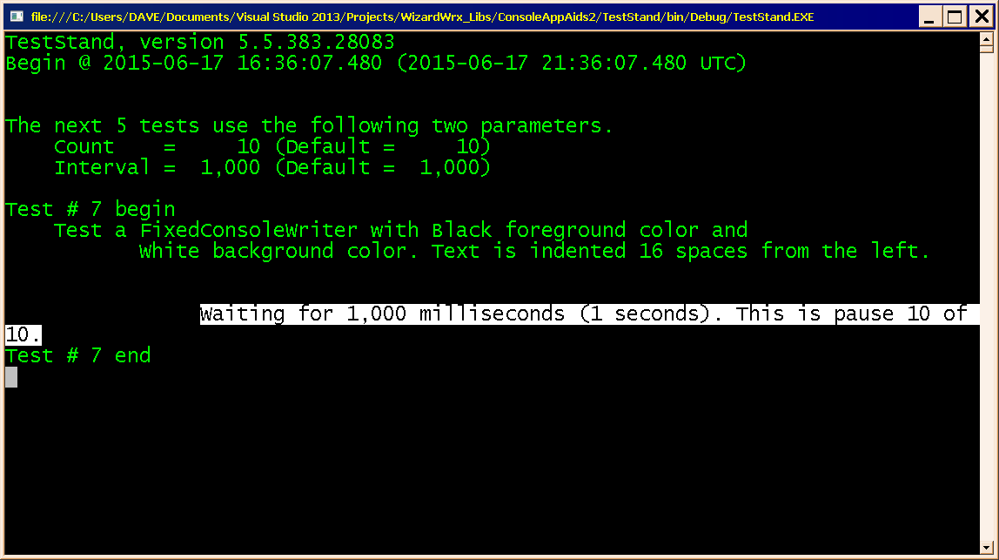 file:///C:/Users/DAVE/Documents/Visual Studio 2013/Projects/WizardWrx_Libs/ConsoleAppAids2/TestStand/bin/Debug/TestStand.EXE
TestStand, version 5.5.383.28083
Begin @ 2015-06-17 16:36:07.480 (2015-06-17 21:36:07.480 UTC)
The next 5 tests use the following two parameters.
    Count    =     10 (Default =     10)
    Interval =  1,000 (Default =  1,000)
Test # 7 begin
    Test a FixedConsoleWriter with Black foreground color and
           White background color. Text is indented 16 spaces from the left.
                Waiting for 1,000 milliseconds (1 seconds). This is pause 10 of
10.
Test # 7 end